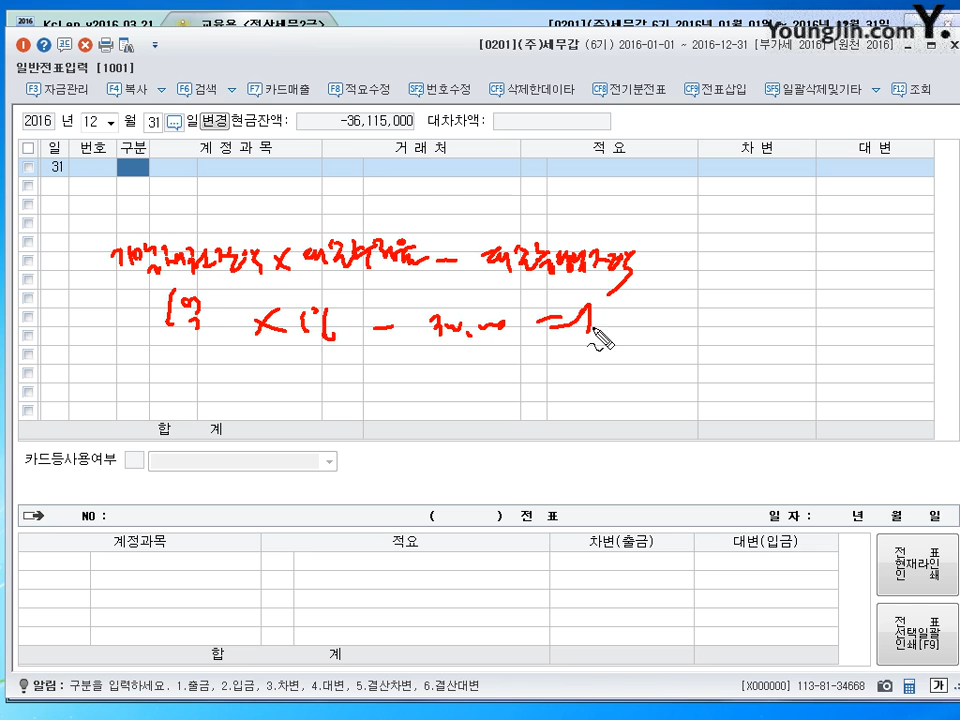 KcLep v2016.03.21 교육용 (전산세무2급) [0201](주)세무갑 6기 2016년01월01일 ~ 2016년12월31일
YoungJin.com Y.
[0201](주)세무갑 (6기) 2016-01-01 ~ 2016-12-31 [부가세 2016] [원천 2016]
일반전표입력 [1001]
F3 자금관리 F4 복사 F6 검색 F7 카드매출 F8 적요수정 SF2 번호수정 CF5 삭제한데이타 CF8 전기분전표 CF9 전표삽입 SF5 일괄삭제및기타 F12 조회
2016 년 12 월 31 일 변경 현금잔액: -36,115,000 대차차액:
일 번호 구분 계 정 과 목 거 래 처 적 요 차 변 대 변
31
× 1% - =1
합 계
카드등사용여부
NO : ( ) 전 표 일 자 : 년 월 일
계정과목 적요 차변(출금) 대변(입금)
전 표
현재라인
인 쇄
전 표
선택일괄
인쇄[F9]
합 계
알림 : 구분을 입력하세요. 1.출금, 2.입금, 3.차변, 4.대변, 5.결산차변, 6.결산대변 [X000000] 113-81-34668 가